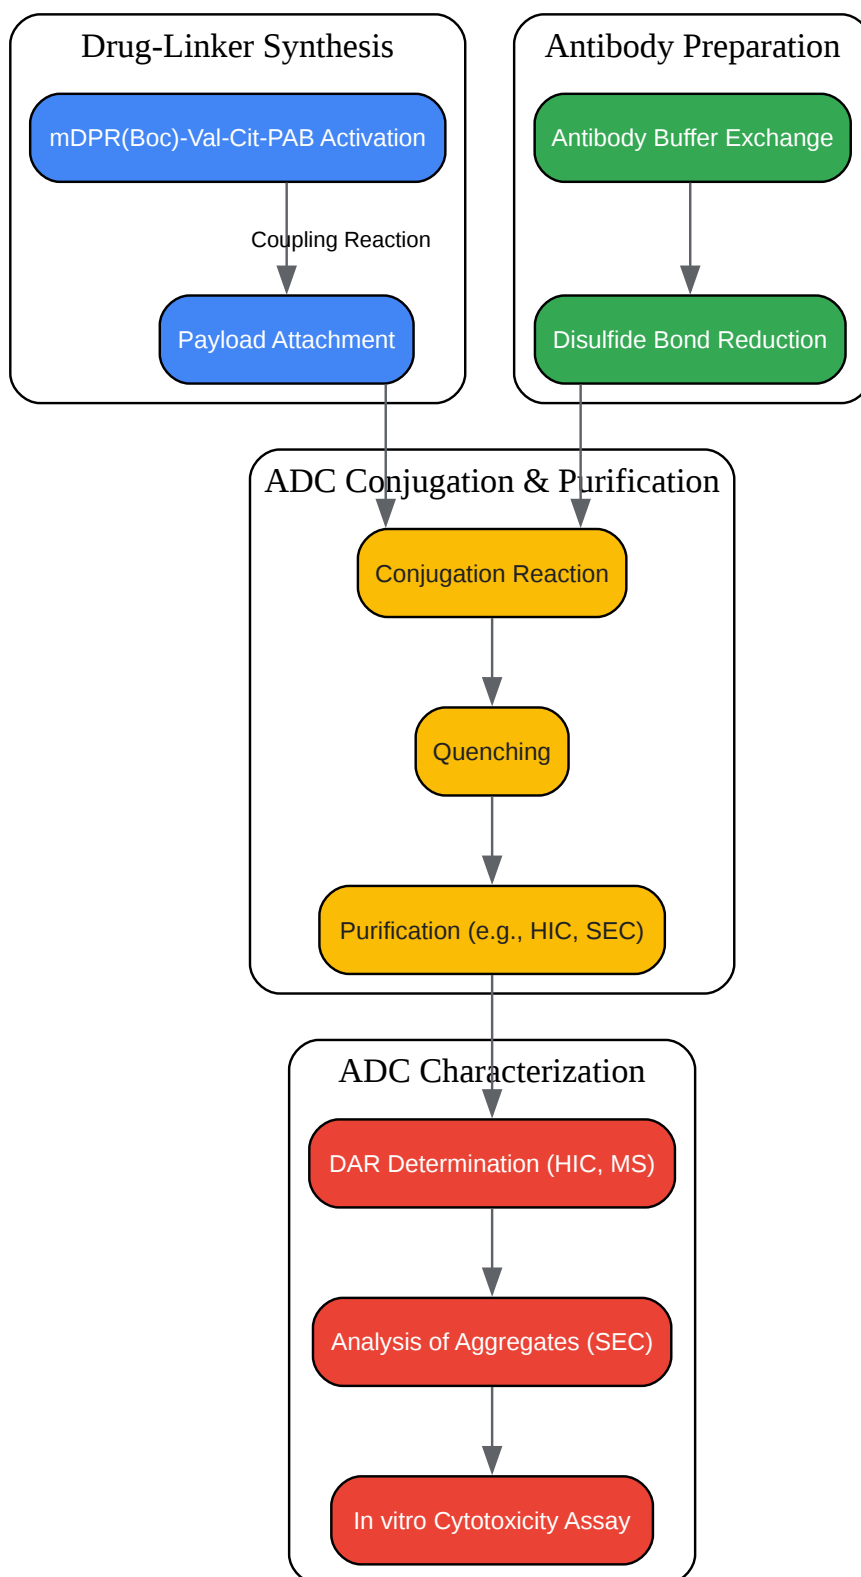 Drug-Linker Synthesis
mDPR(Boc)-Val-Cit-PAB Activation
Coupling Reaction
Payload Attachment
Antibody Preparation
Antibody Buffer Exchange
Disulfide Bond Reduction
ADC Conjugation & Purification
Conjugation Reaction
Quenching
Purification (e.g., HIC, SEC)
ADC Characterization
DAR Determination (HIC, MS)
Analysis of Aggregates (SEC)
In vitro Cytotoxicity Assay